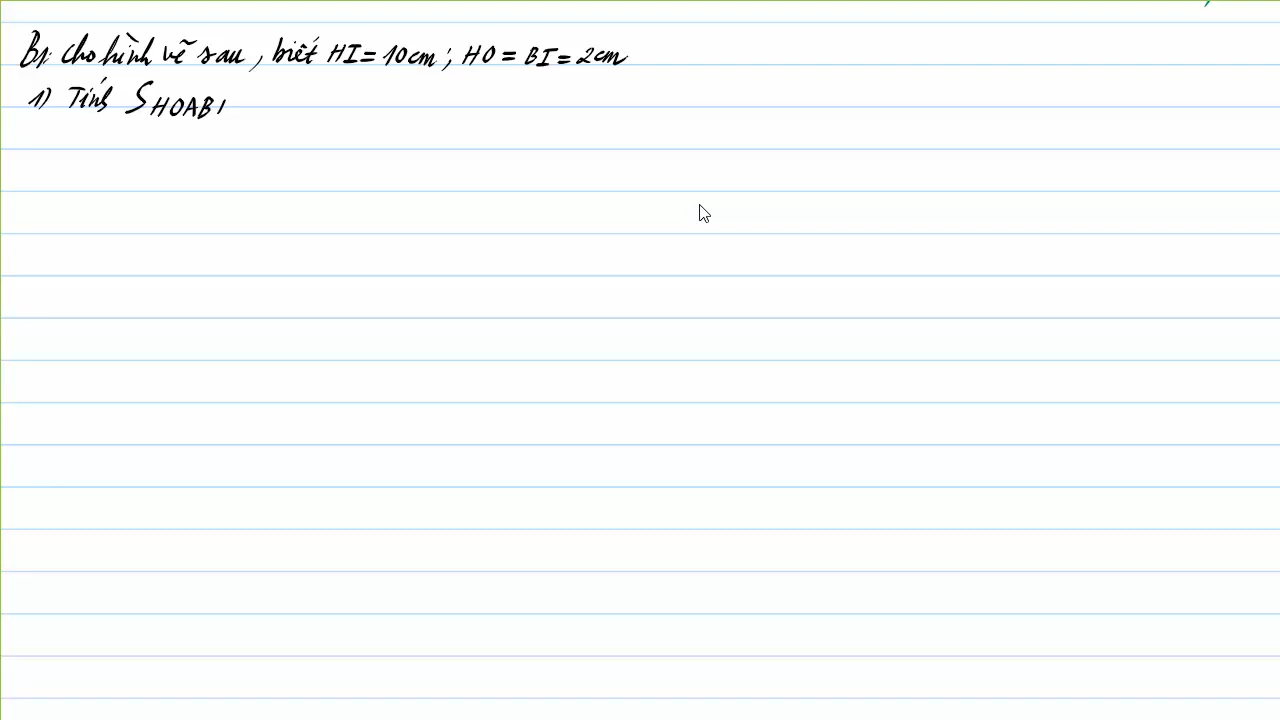 B1: Cho hình vẽ sau, biết HI = 10cm; HO = BI = 2cm
1) Tính S HOABI